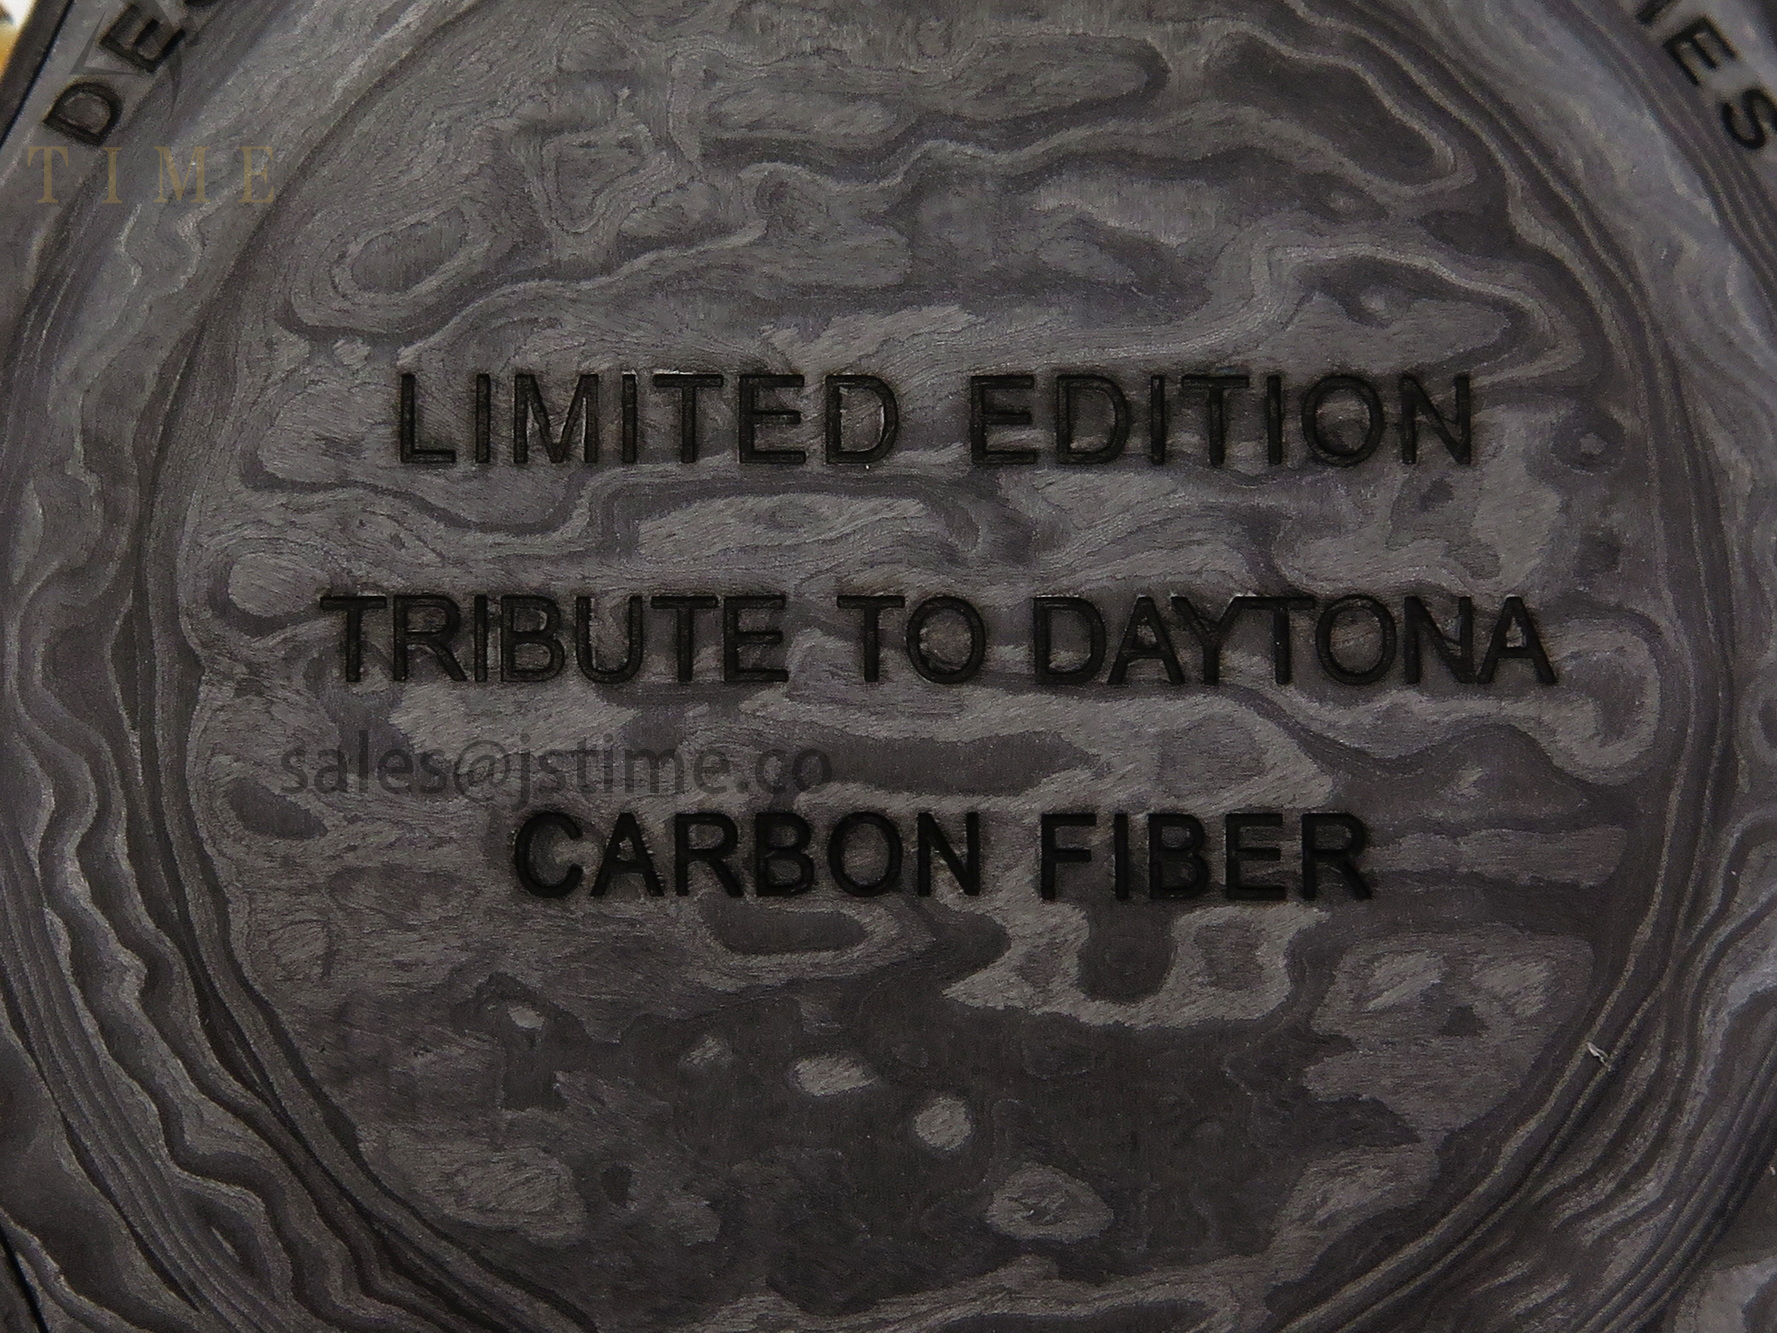 TIME
LIMITED EDITION
TRIBUTE TO DAYTONA
sales@jstime.co
CARBON FIBER